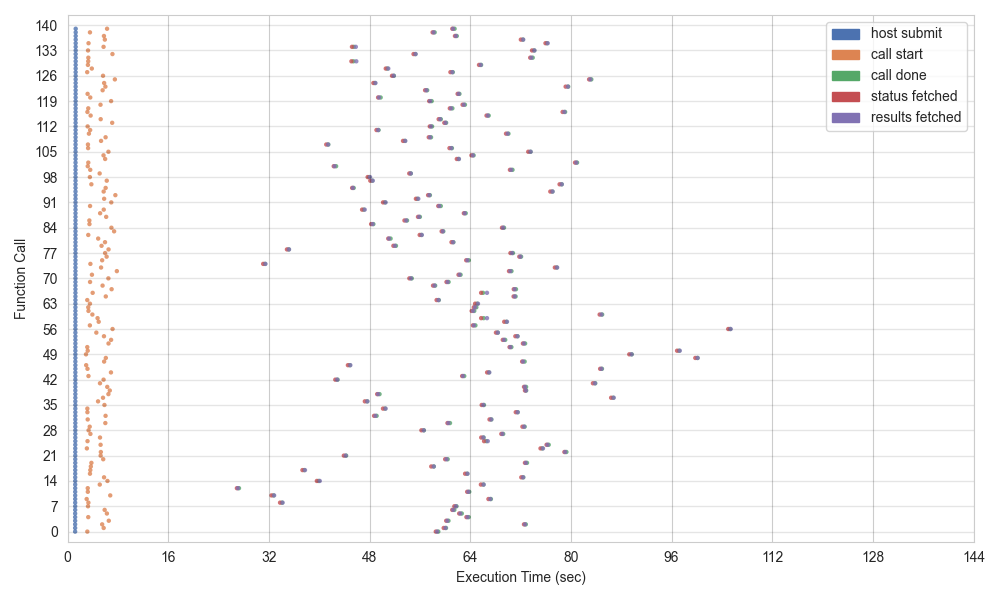 140
133
126
119
112
105
98
91
84
77
70
63
56
49
42
35
28
21
14
7
0
Function Call
host submit
call start
call done
status fetched
results fetched
0 16 32 48 64 80 96 112 128 144
Execution Time (sec)